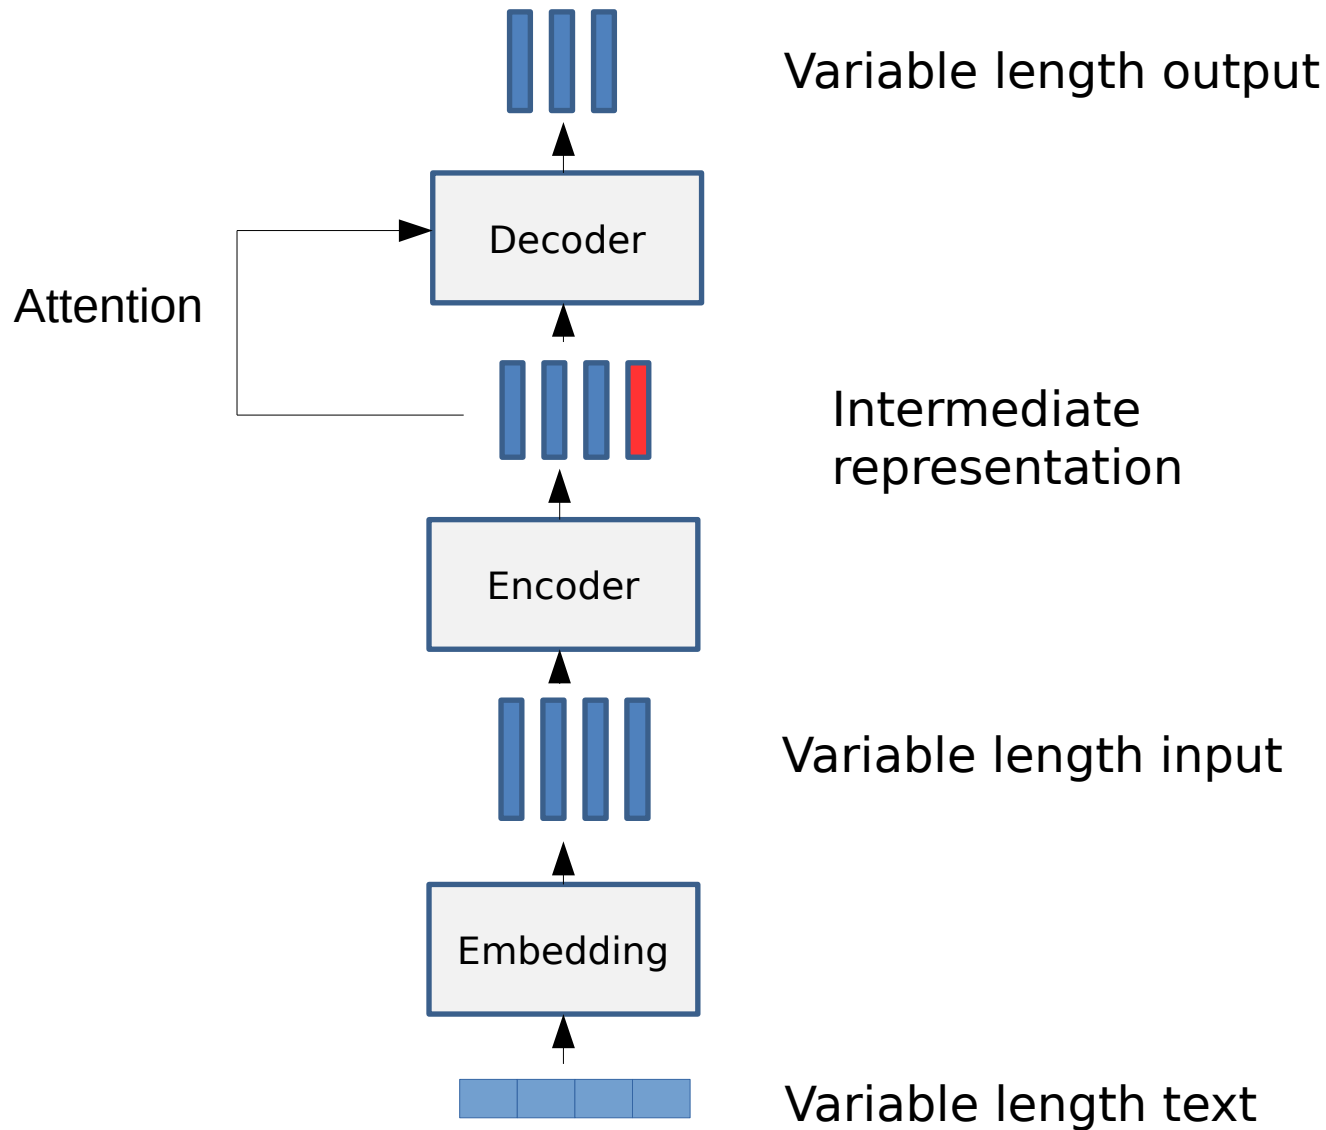 Variable length output
Decoder
Attention
Intermediate
representation
Encoder
Variable length input
Embedding
Variable length text